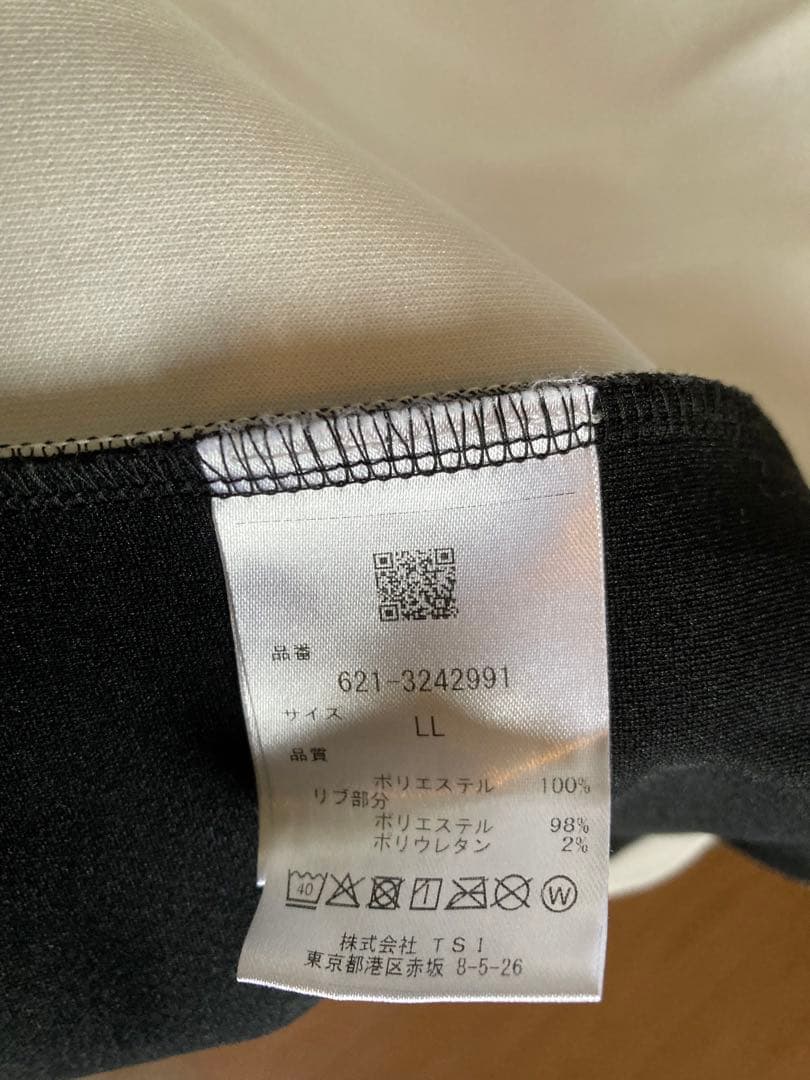 品番
621-3242991
サイズ
LL
品質
ポリエステル 100%
リブ部分
ポリエステル 98%
ポリウレタン 2%
40 W
株式会社 TSI
東京都港区赤坂 8-5-26